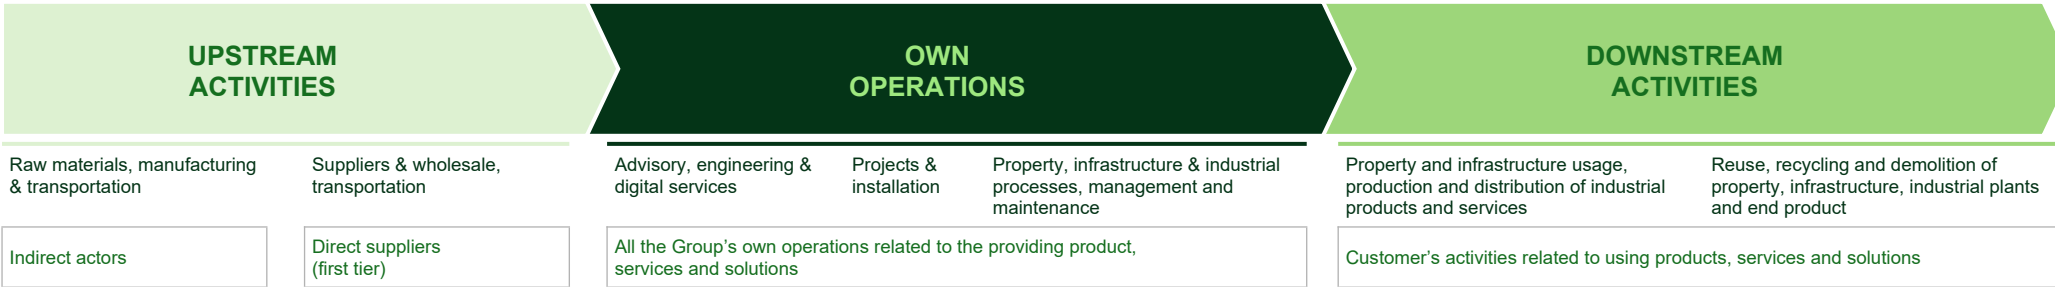 UPSTREAM
ACTIVITIES
OWN
OPERATIONS
DOWNSTREAM
ACTIVITIES
Raw materials, manufacturing
& transportation
Suppliers & wholesale,
transportation
Advisory, engineering &
digital services
Projects &
installation
Property, infrastructure & industrial
processes, management and
maintenance
Property and infrastructure usage,
production and distribution of industrial
products and services
Reuse, recycling and demolition of
property, infrastructure, industrial plants
and end product
Indirect actors
Direct suppliers
(first tier)
All the Group’s own operations related to the providing product,
services and solutions
Customer’s activities related to using products, services and solutions